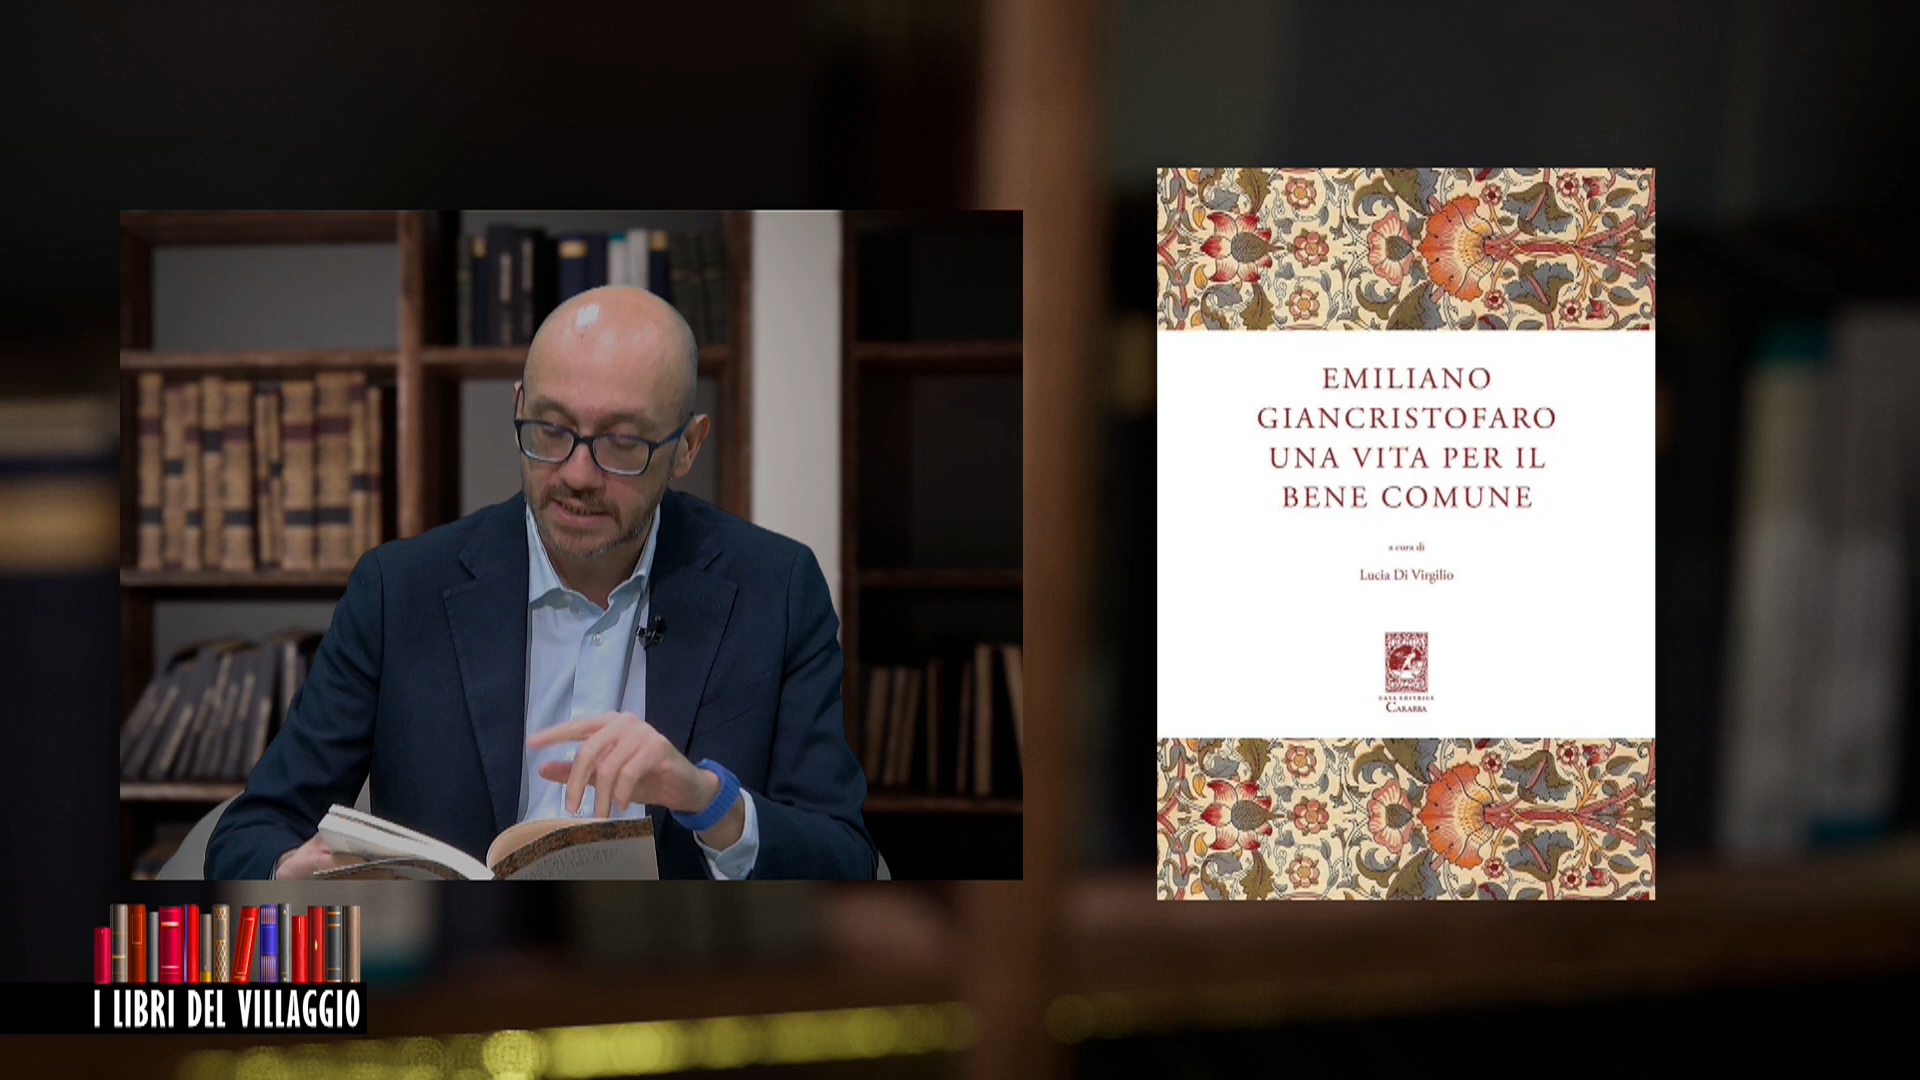 EMILIANO
GIANCRISTOFARO
UNA VITA PER IL
BENE COMUNE
a cura di
Lucia Di Virgilio
CASA EDITRICE
CARABBA
I LIBRI DEL VILLAGGIO